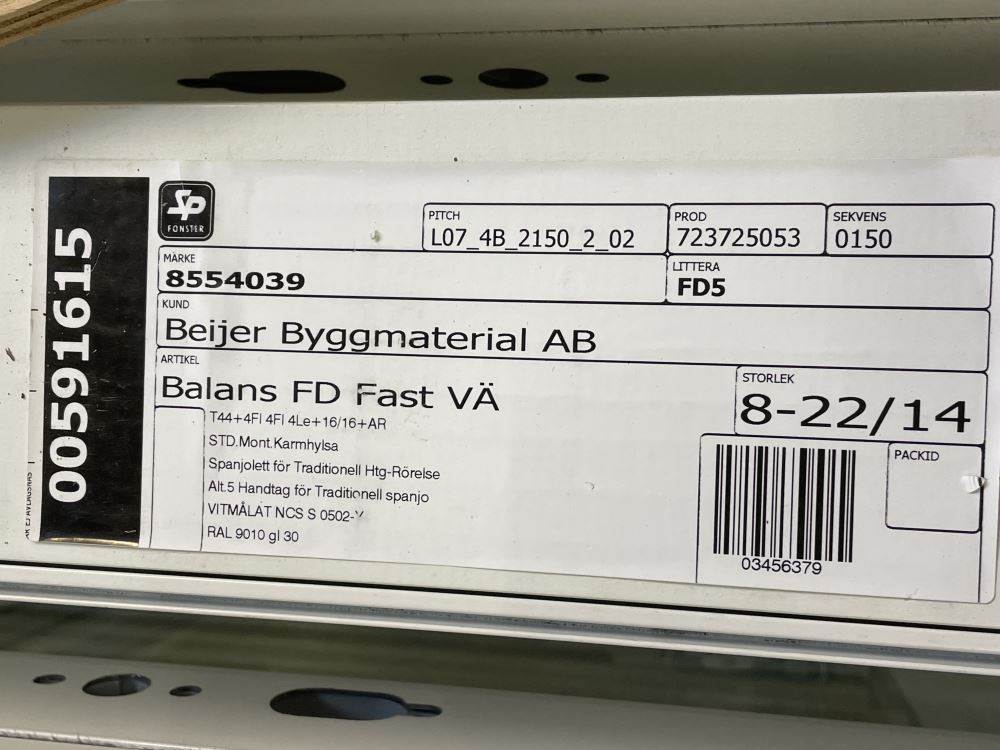 00591615
SP
FÖNSTER
PITCH
L07_4B_2150_2_02
PROD
723725053
SEKVENS
0150
MÄRKE
8554039
LITTERA
FD5
KUND
Beijer Byggmaterial AB
ARTIKEL
Balans FD Fast VÄ
STORLEK
8-22/14
T44+4FI 4FI 4Le+16/16+AR
STD.Mont.Karmhylsa
Spanjolett för Traditionell Htg-Rörelse
Alt.5 Handtag för Traditionell spanjo
VITMÅLAT NCS S 0502-Y
RAL 9010 gl 30
PACKID
03456379